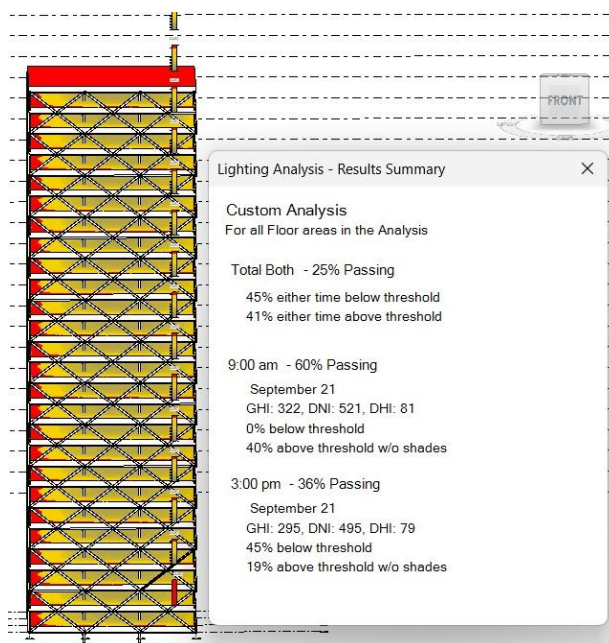 FRONT
Lighting Analysis - Results Summary
Custom Analysis
For all Floor areas in the Analysis
Total Both - 25% Passing
45% either time below threshold
41% either time above threshold
9:00 am - 60% Passing
September 21
GHI: 322, DNI: 521, DHI: 81
0% below threshold
40% above threshold w/o shades
3:00 pm - 36% Passing
September 21
GHI: 295, DNI: 495, DHI: 79
45% below threshold
19% above threshold w/o shades